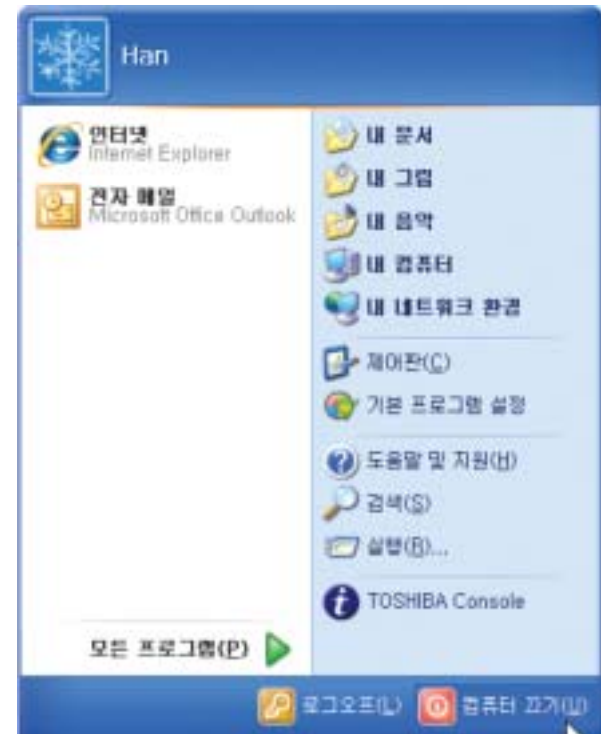 Han
인터넷
Internet Explorer
전자 메일
Microsoft Office Outlook
모든 프로그램(P)
내 문서
내 그림
내 음악
내 컴퓨터
내 네트워크 환경
제어판(C)
기본 프로그램 설정
도움말 및 지원(H)
검색(S)
실행(R)...
TOSHIBA Console
로그오프(L)
컴퓨터 끄기(U)